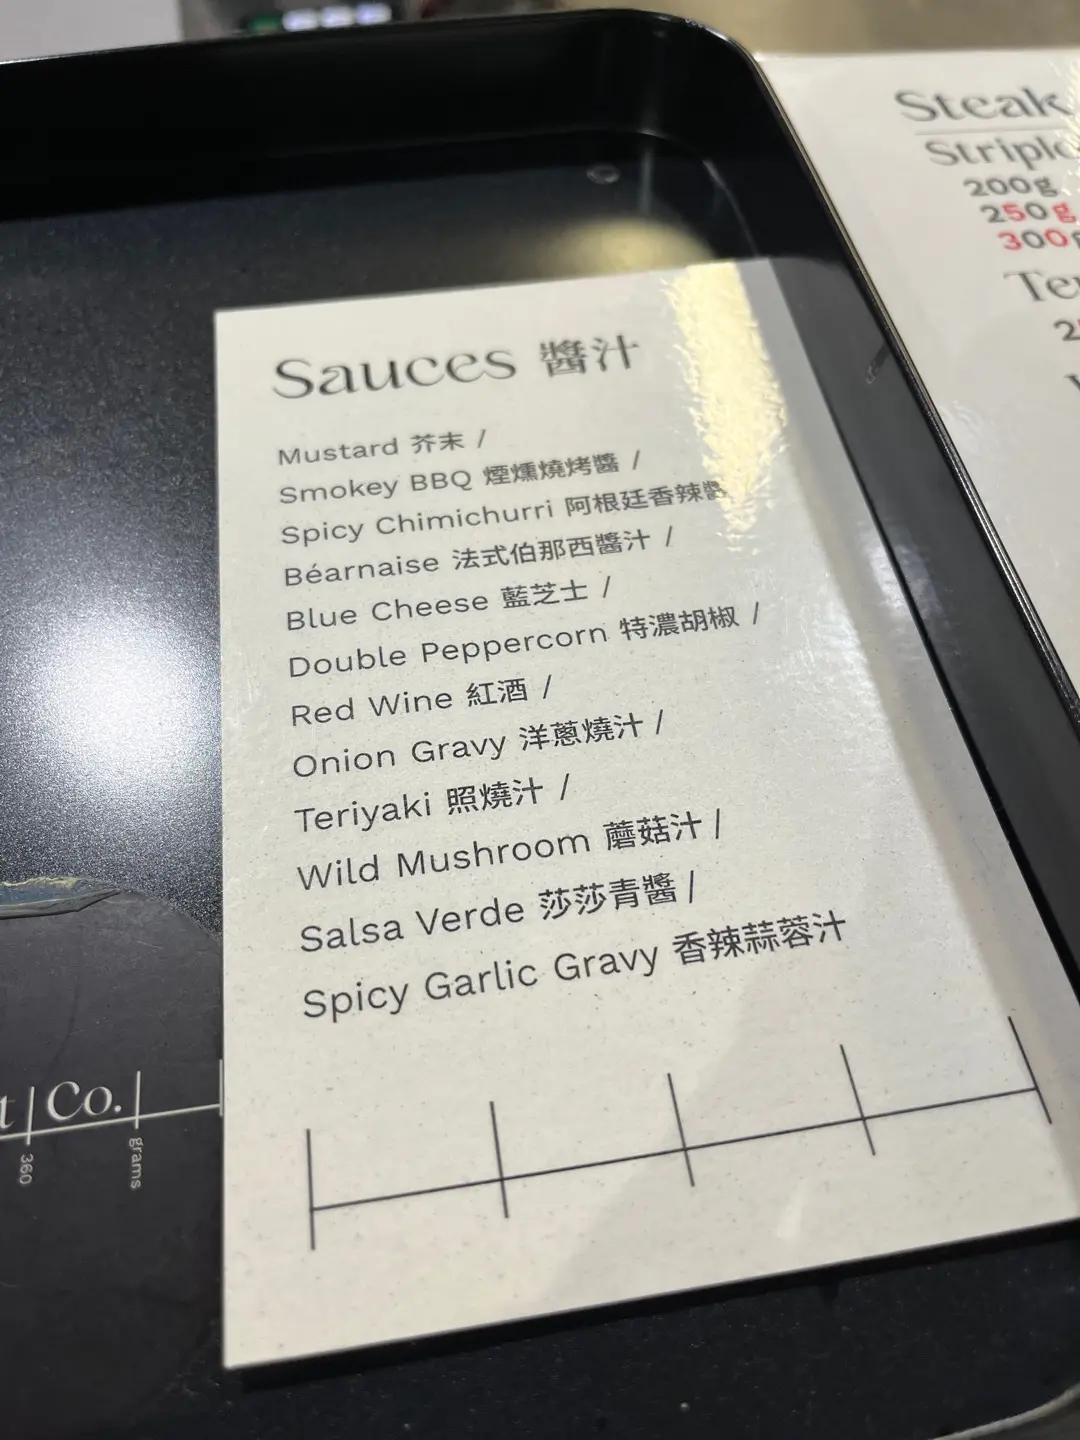 Sauces 醬汁
Mustard 芥末 /
Smokey BBQ 煙燻燒烤醬 /
Spicy Chimichurri 阿根廷香辣醬
Béarnaise 法式伯那西醬汁 /
Blue Cheese 藍芝士 /
Double Peppercorn 特濃胡椒 /
Red Wine 紅酒 /
Onion Gravy 洋蔥燒汁 /
Teriyaki 照燒汁 /
Wild Mushroom 蘑菇汁 /
Salsa Verde 莎莎青醬 /
Spicy Garlic Gravy 香辣蒜蓉汁
Co.
360
grams
Steak
200g
250g
300g